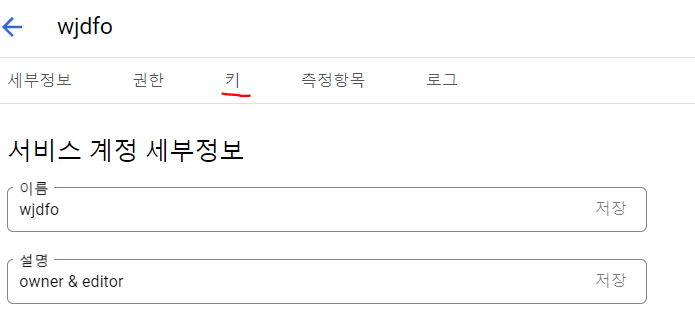 wjdfo
세부정보 권한 키 측정항목 로그
서비스 계정 세부정보
이름
wjdfo 저장
설명
owner & editor 저장